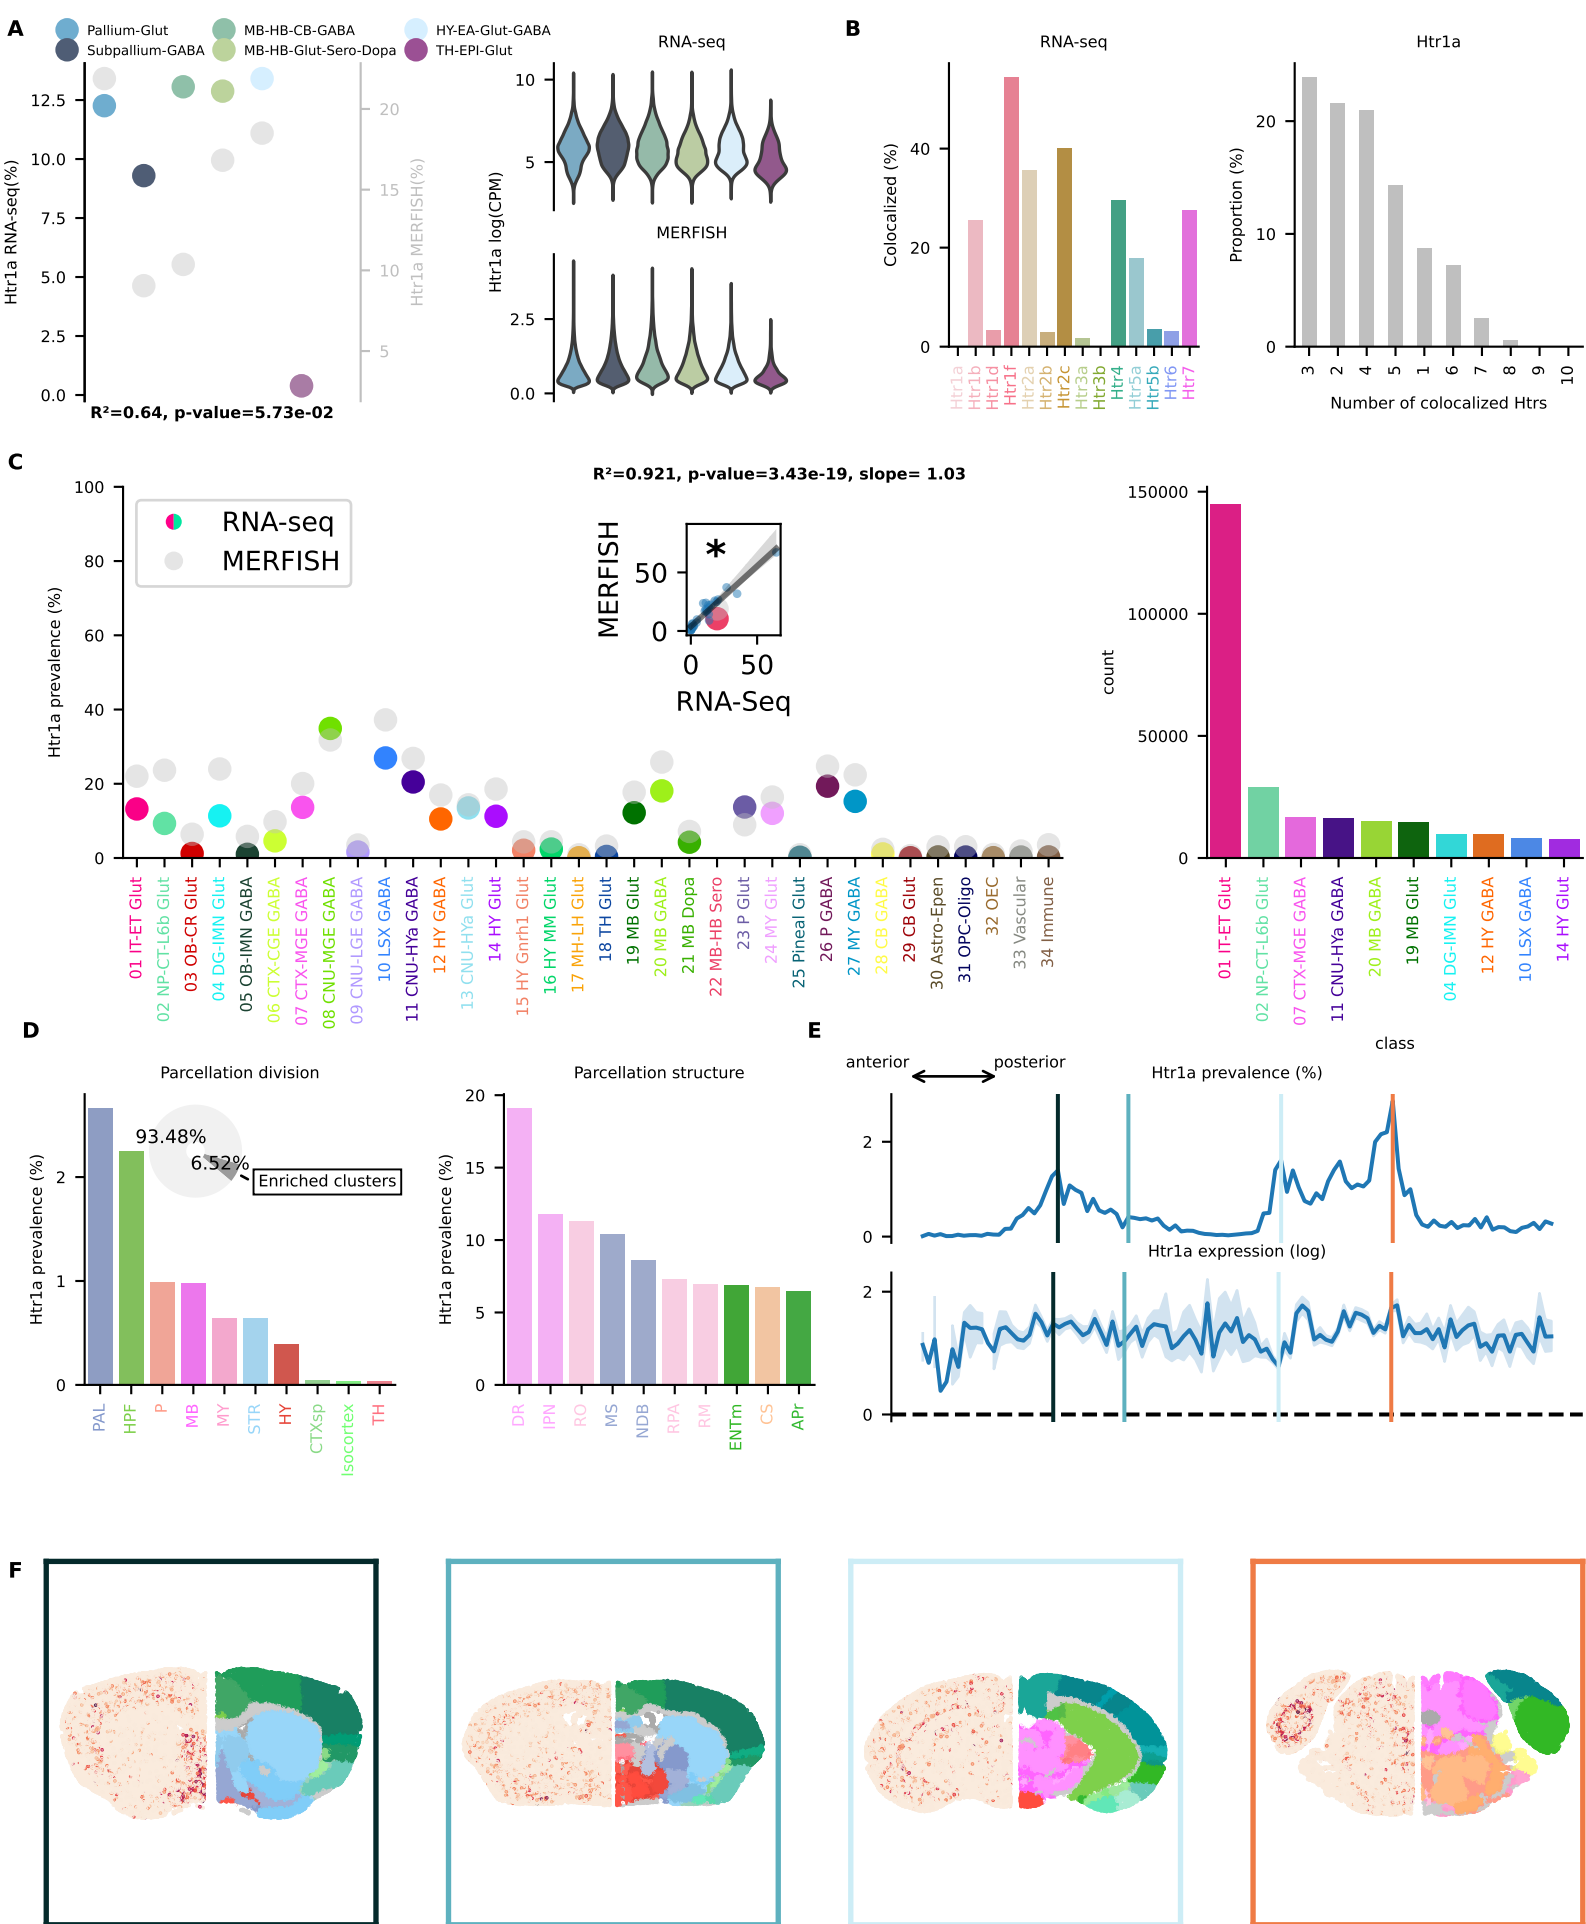 A
Pallium-Glut
Subpallium-GABA
MB-HB-CB-GABA
MB-HB-Glut-Sero-Dopa
HY-EA-Glut-GABA
TH-EPI-Glut
Htr1a RNA-seq(%)
12.5
10.0
7.5
5.0
2.5
0.0
20
15
10
5
Htr1a MERFISH(%)
R²=0.64, p-value=5.73e-02
RNA-seq
10
5
Htr1a log(CPM)
MERFISH
2.5
0.0
B
RNA-seq
Colocalized (%)
40
20
0
Htr1a
Htr1b
Htr1d
Htr1f
Htr2a
Htr2b
Htr2c
Htr3a
Htr3b
Htr4
Htr5a
Htr5b
Htr6
Htr7
Htr1a
Proportion (%)
20
10
0
3
2
4
5
1
6
7
8
9
10
Number of colocalized Htrs
C
R²=0.921, p-value=3.43e-19, slope= 1.03
Htr1a prevalence (%)
100
80
60
40
20
0
RNA-seq
MERFISH
MERFISH
50
0
*
0
50
RNA-Seq
01 IT-ET Glut
02 NP-CT-L6b Glut
03 OB-CR Glut
04 DG-IMN Glut
05 OB-IMN GABA
06 CTX-CGE GABA
07 CTX-MGE GABA
08 CNU-MGE GABA
09 CNU-LGE GABA
10 LSX GABA
11 CNU-HYa GABA
12 HY GABA
13 CNU-HYa Glut
14 HY Glut
15 HY Gnrh1 Glut
16 HY MM Glut
17 MH-LH Glut
18 TH Glut
19 MB Glut
20 MB GABA
21 MB Dopa
22 MB-HB Sero
23 P Glut
24 MY Glut
25 Pineal Glut
26 P GABA
27 MY GABA
28 CB GABA
29 CB Glut
30 Astro-Epen
31 OPC-Oligo
32 OEC
33 Vascular
34 Immune
count
150000
100000
50000
0
01 IT-ET Glut
02 NP-CT-L6b Glut
07 CTX-MGE GABA
11 CNU-HYa GABA
20 MB GABA
19 MB Glut
04 DG-IMN Glut
12 HY GABA
10 LSX GABA
14 HY Glut
class
D
Parcellation division
Htr1a prevalence (%)
2
1
0
93.48%
6.52%
Enriched clusters
PAL
HPF
P
MB
MY
STR
HY
CTXsp
Isocortex
TH
Parcellation structure
Htr1a prevalence (%)
20
15
10
5
0
DR
IPN
RO
MS
NDB
RPA
RM
ENTm
CS
APr
E
anterior
posterior
Htr1a prevalence (%)
2
0
Htr1a expression (log)
2
0
F